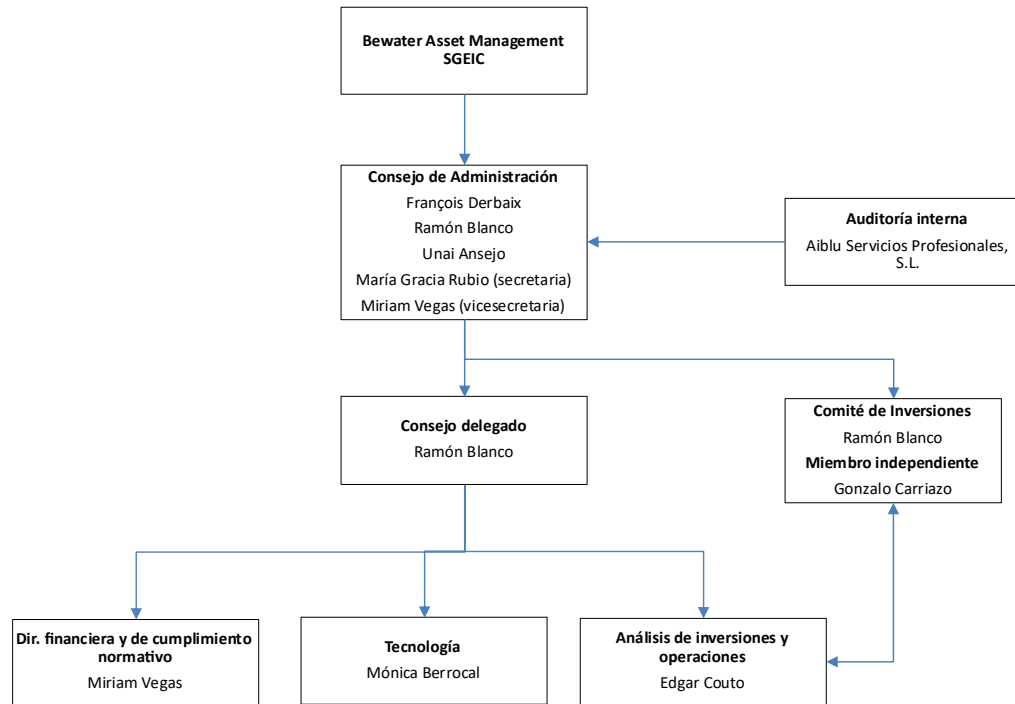 Bewater Asset Management
SGEIC
Consejo de Administración
François Derbaix
Ramón Blanco
Unai Ansejo
María Gracia Rubio (secretaria)
Miriam Vegas (vicesecretaria)
Auditoría interna
Aiblu Servicios Profesionales,
S.L.
Consejo delegado
Ramón Blanco
Comité de Inversiones
Ramón Blanco
Miembro independiente
Gonzalo Carriazo
Dir. financiera y de cumplimiento
normativo
Miriam Vegas
Tecnología
Mónica Berrocal
Análisis de inversiones y
operaciones
Edgar Couto